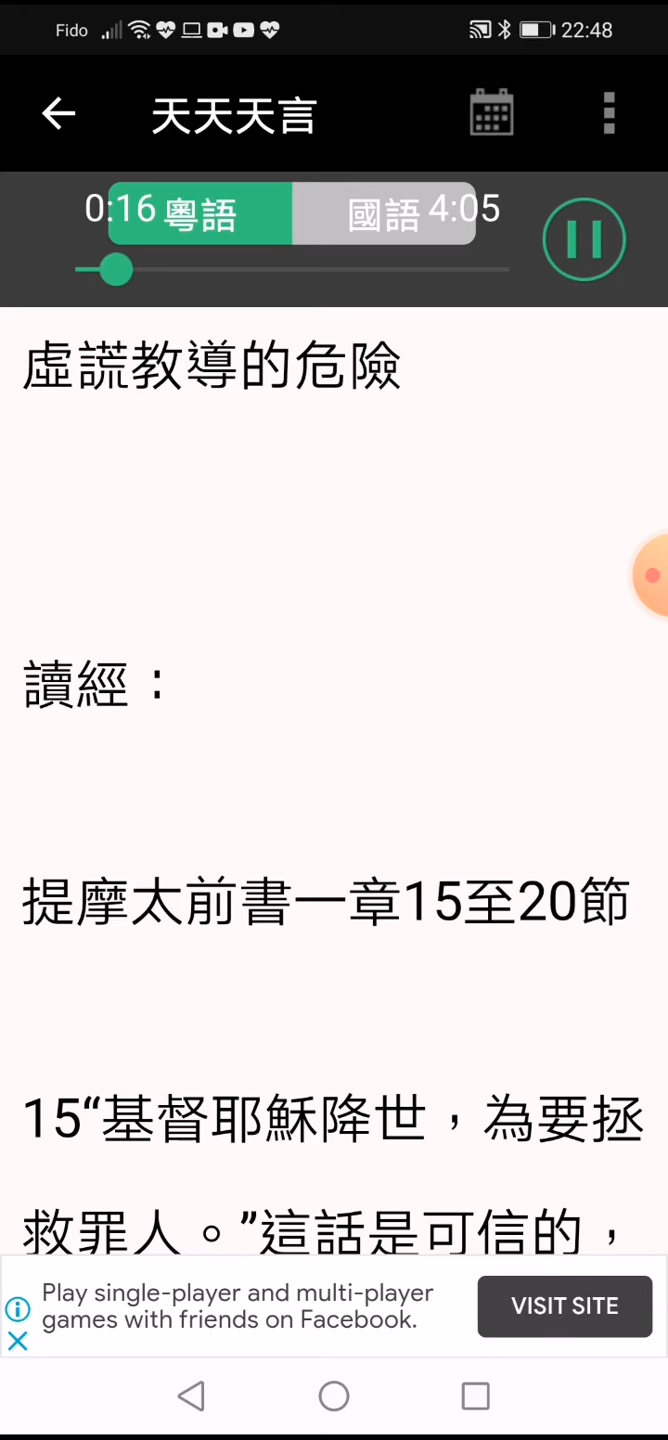 Fido 22:48
天天天言
0:16 粵語 國語 4:05
虛謊教導的危險
讀經：
提摩太前書一章15至20節
15“基督耶穌降世，為要拯
救罪人。”這話是可信的，
Play single-player and multi-player
games with friends on Facebook.
VISIT SITE